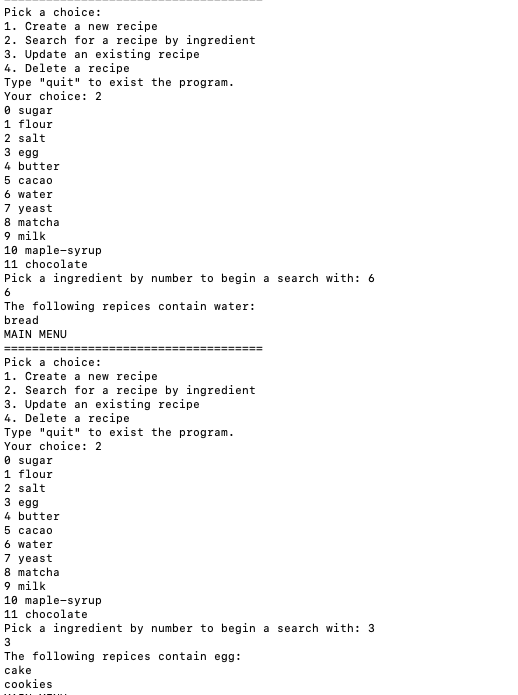 Pick a choice:
1. Create a new recipe
2. Search for a recipe by ingredient
3. Update an existing recipe
4. Delete a recipe
Type "quit" to exist the program.
Your choice: 2
0 sugar
1 flour
2 salt
3 egg
4 butter
5 cacao
6 water
7 yeast
8 matcha
9 milk
10 maple-syrup
11 chocolate
Pick a ingredient by number to begin a search with: 6
6
The following repices contain water:
bread
MAIN MENU
=====================================
Pick a choice:
1. Create a new recipe
2. Search for a recipe by ingredient
3. Update an existing recipe
4. Delete a recipe
Type "quit" to exist the program.
Your choice: 2
0 sugar
1 flour
2 salt
3 egg
4 butter
5 cacao
6 water
7 yeast
8 matcha
9 milk
10 maple-syrup
11 chocolate
Pick a ingredient by number to begin a search with: 3
3
The following repices contain egg:
cake
cookies